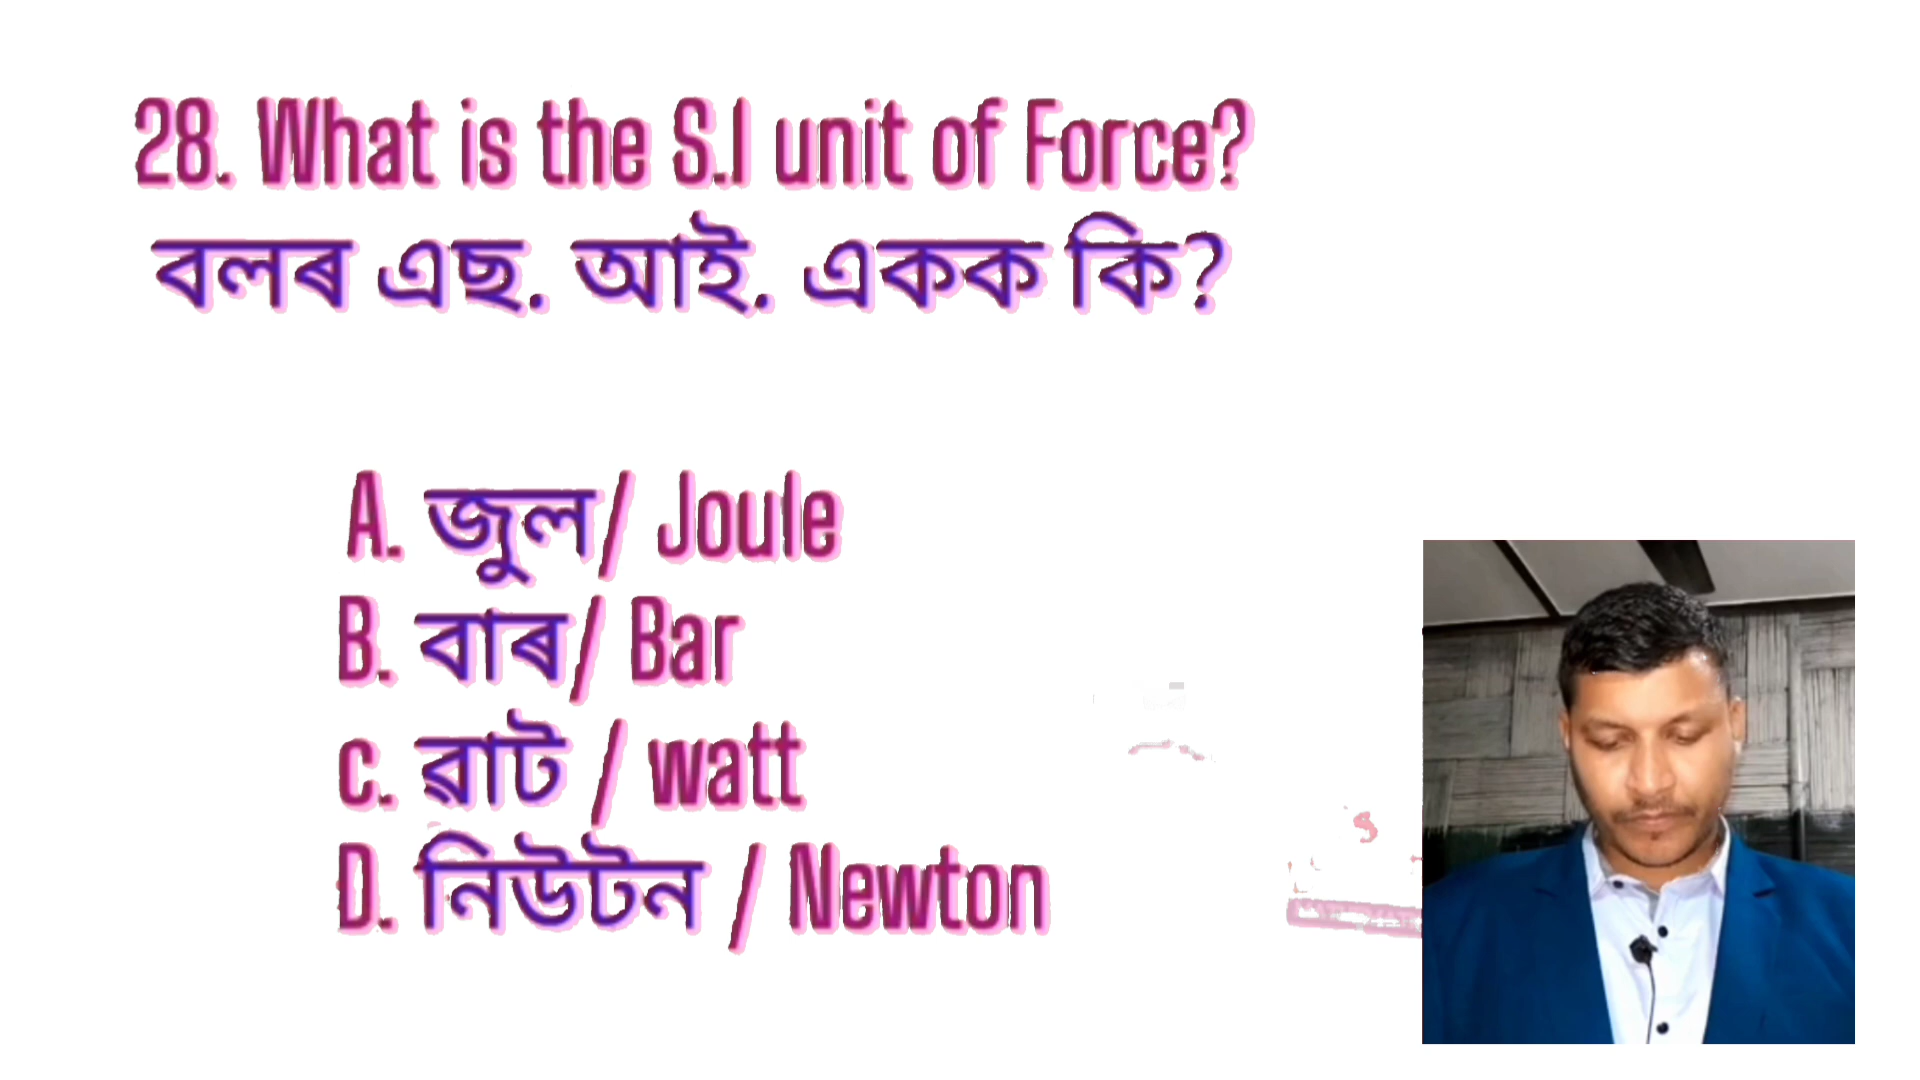 28. What is the S.I unit of Force?
বলৰ এছ. আই. একক কি?
A. জুল/ Joule
B. বাৰ/ Bar
c. ৱাট / watt
D. নিউটন / Newton